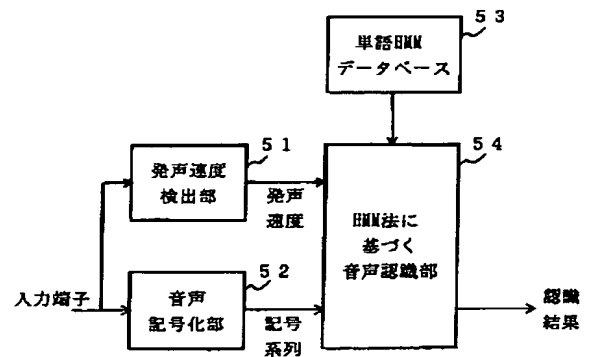 53
単語HMM
データベース
51
発声速度
検出部
発声
速度
54
HMM法に
基づく
音声認識部
入力端子
52
音声
記号化部
記号
系列
認識
結果